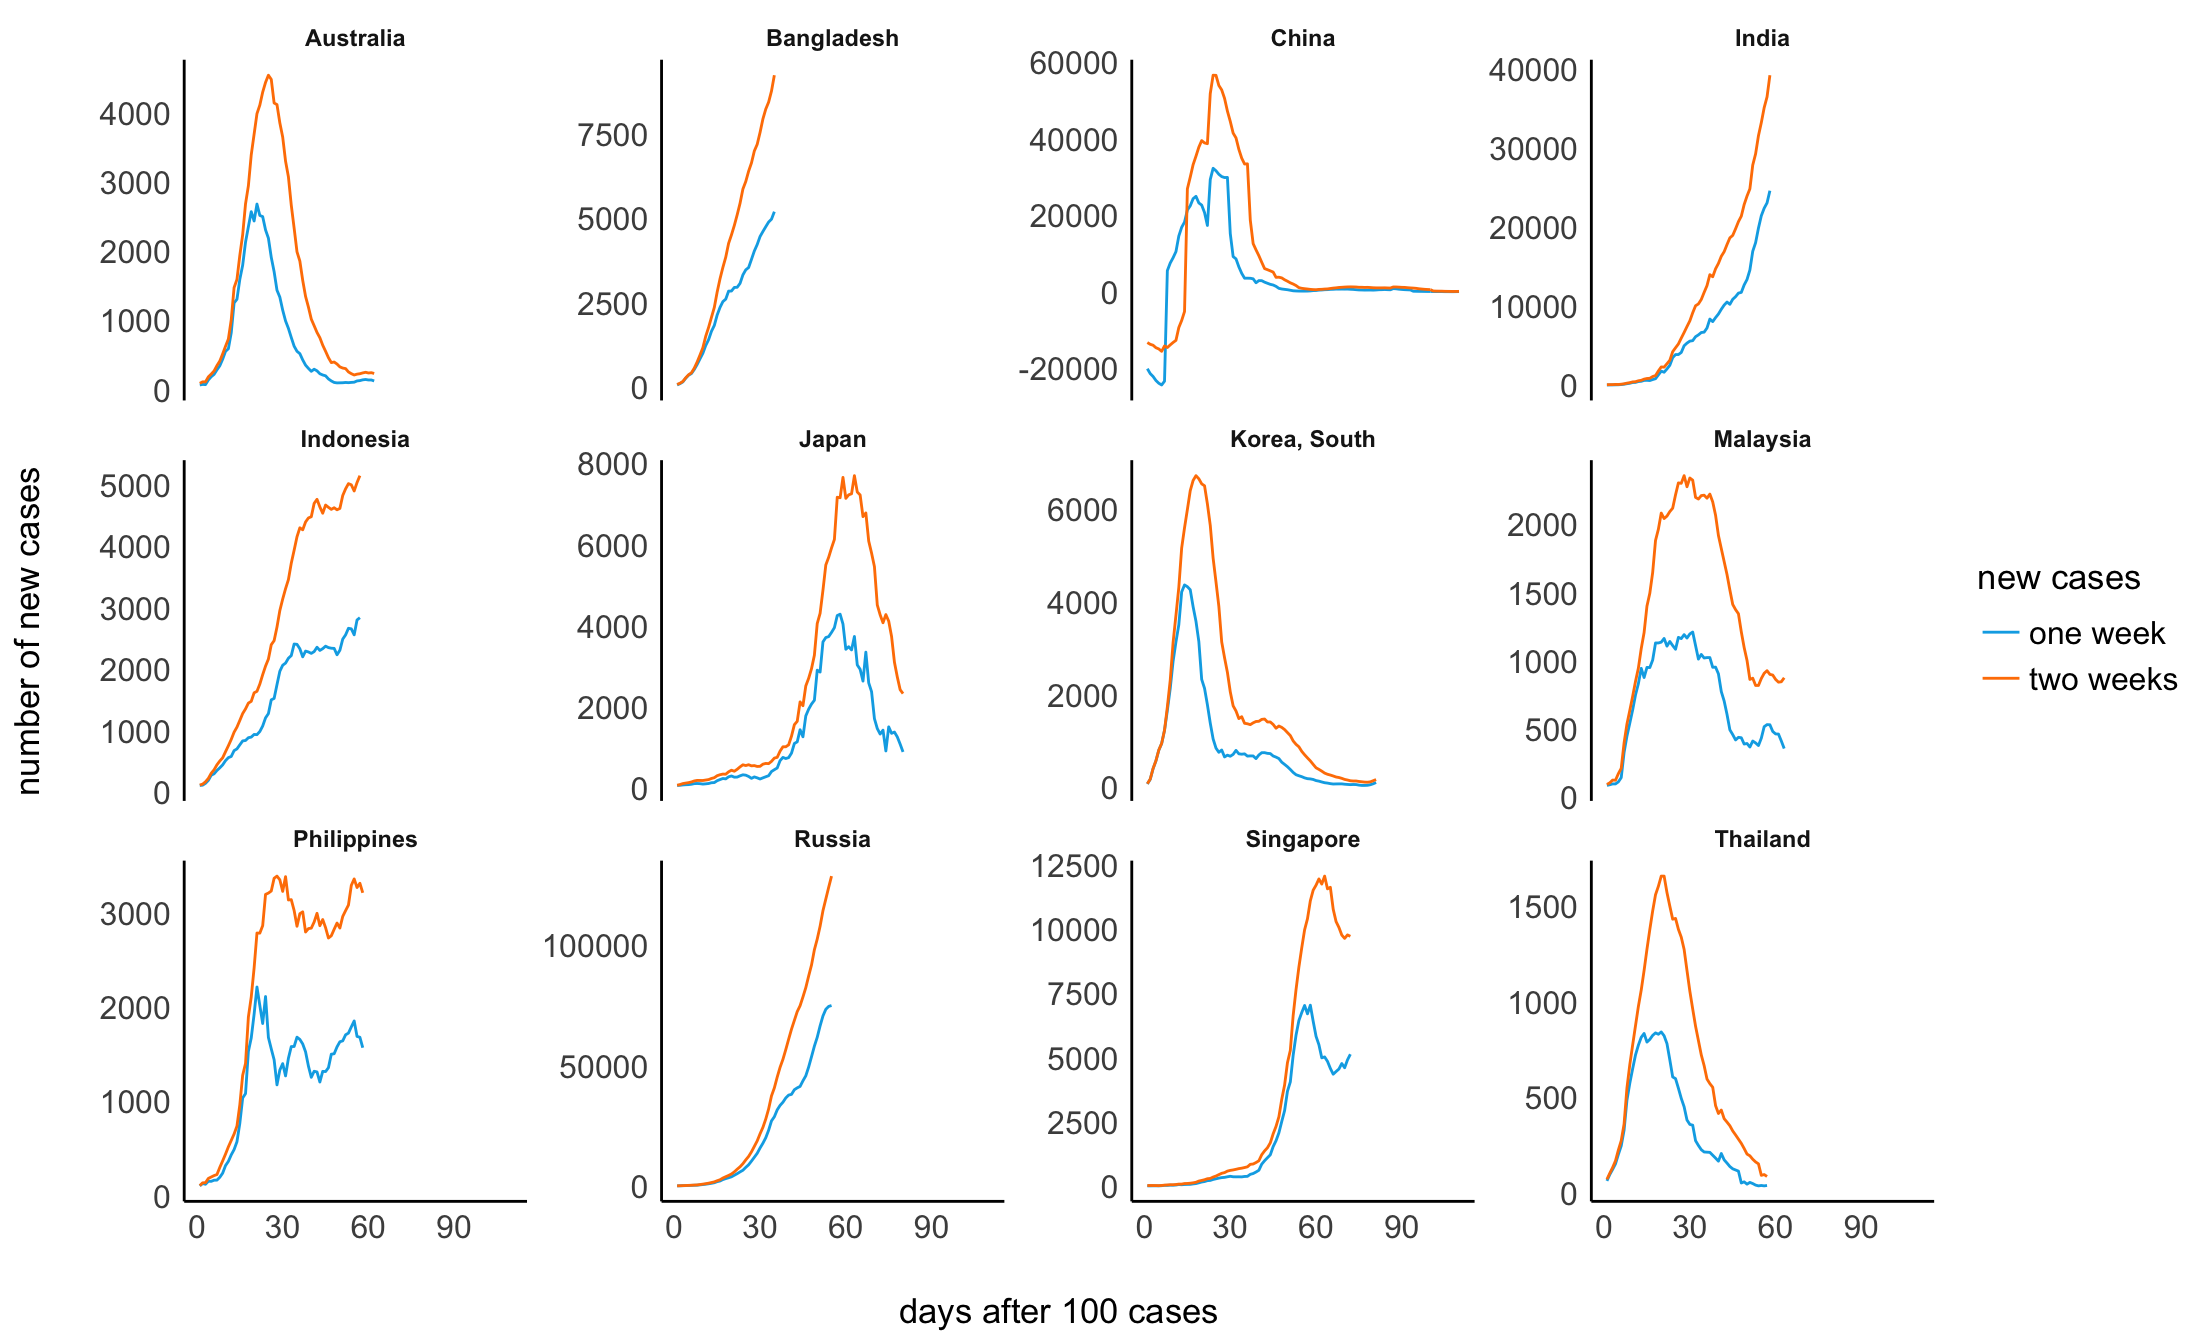 Australia
Bangladesh
China
India
4000
3000
2000
1000
0
7500
5000
2500
0
60000
40000
20000
0
-20000
40000
30000
20000
10000
0
Indonesia
Japan
Korea, South
Malaysia
5000
4000
3000
2000
1000
0
8000
6000
4000
2000
0
6000
4000
2000
0
2000
1500
1000
500
0
Philippines
Russia
Singapore
Thailand
3000
2000
1000
0
100000
50000
0
12500
10000
7500
5000
2500
0
1500
1000
500
0
0 30 60 90
0 30 60 90
0 30 60 90
0 30 60 90
number of new cases
days after 100 cases
new cases
one week
two weeks